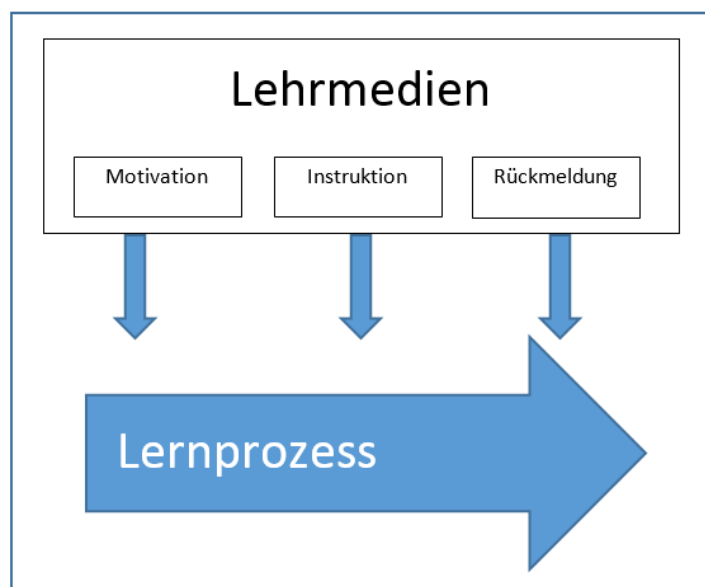 Lehrmedien
Motivation
Instruktion
Rückmeldung
Lernprozess